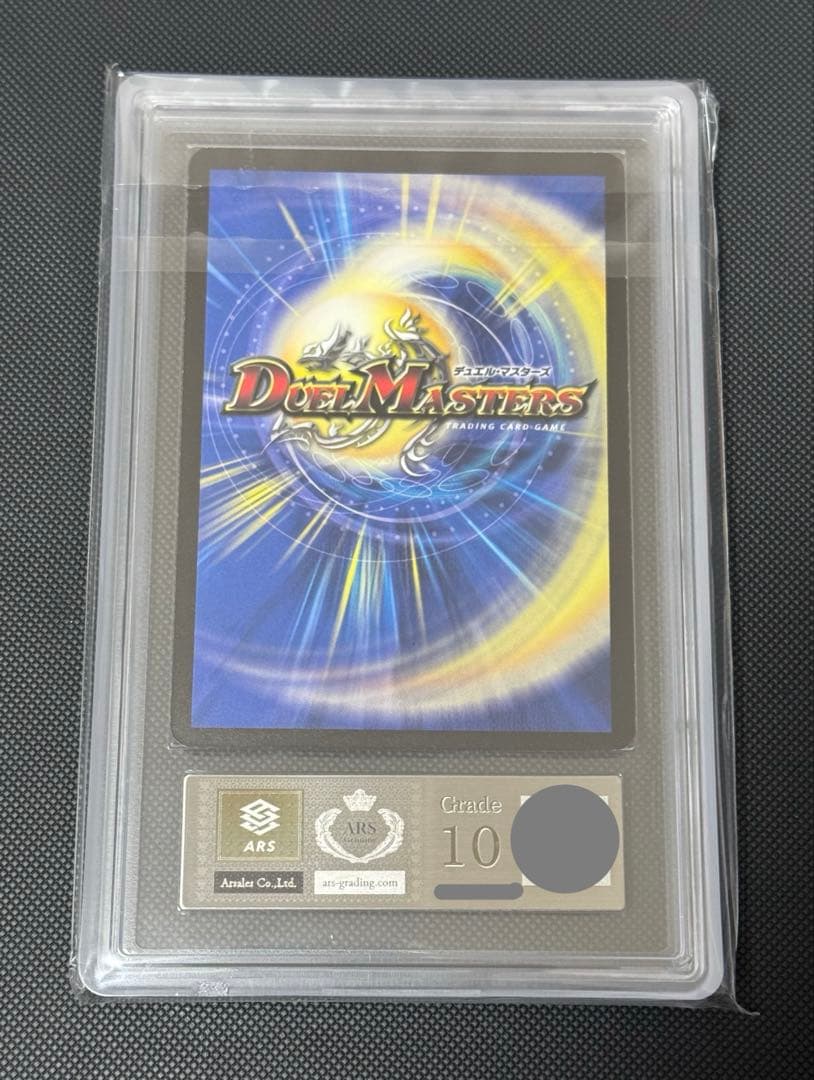 デュエル・マスターズ
DUEL MASTERS
TRADING CARD GAME
ARS
Arsales Co.,Ltd.
ARS
ars-grading.com
Grade
10